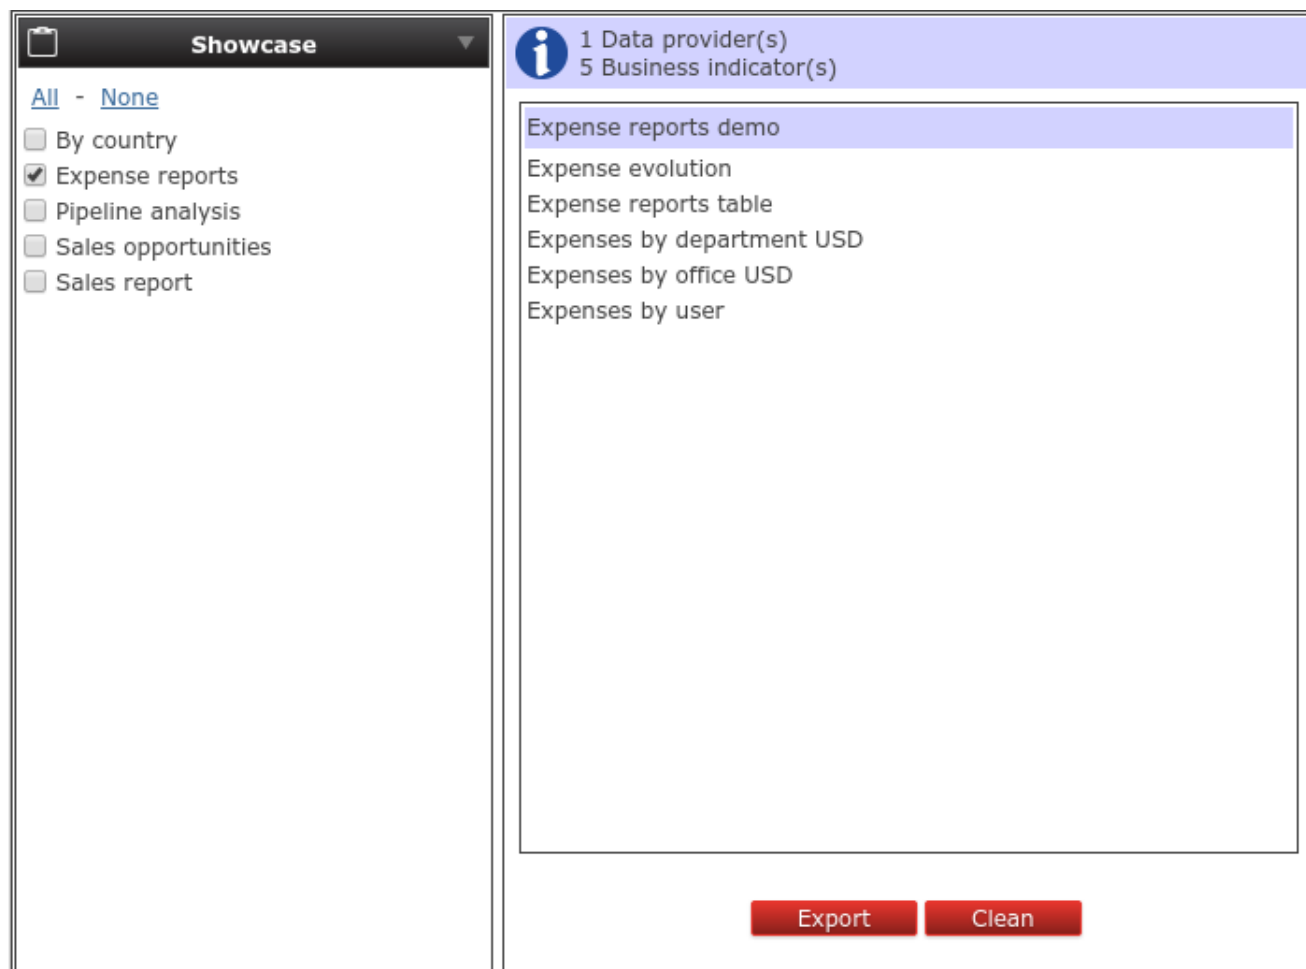 Showcase
All - None
By country
Expense reports
Pipeline analysis
Sales opportunities
Sales report
1 Data provider(s)
5 Business indicator(s)
Expense reports demo
Expense evolution
Expense reports table
Expenses by department USD
Expenses by office USD
Expenses by user
Export
Clean